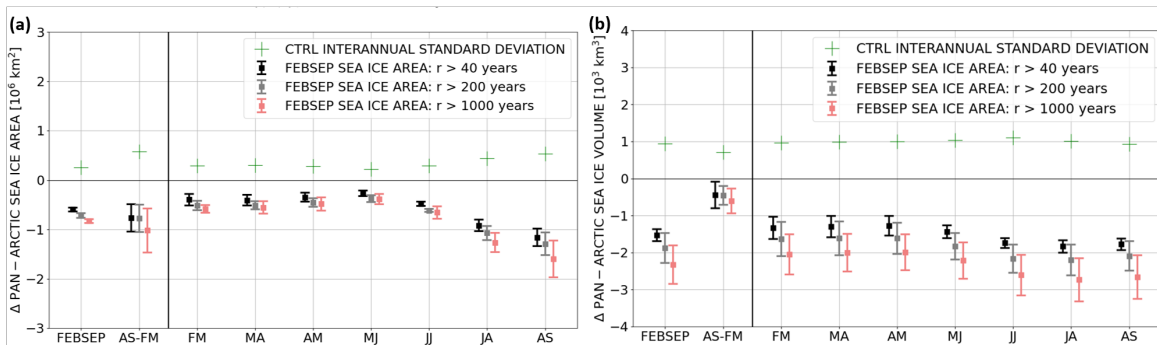 (a)
Δ PAN − ARCTIC SEA ICE AREA [10⁶ km²]
3
2
1
0
−1
−2
−3
CTRL INTERANNUAL STANDARD DEVIATION
FEBSEP SEA ICE AREA: r > 40 years
FEBSEP SEA ICE AREA: r > 200 years
FEBSEP SEA ICE AREA: r > 1000 years
FEBSEP AS-FM FM MA AM MJ JJ JA AS
(b)
Δ PAN − ARCTIC SEA ICE VOLUME [10³ km³]
4
3
2
1
0
−1
−2
−3
−4
CTRL INTERANNUAL STANDARD DEVIATION
FEBSEP SEA ICE AREA: r > 40 years
FEBSEP SEA ICE AREA: r > 200 years
FEBSEP SEA ICE AREA: r > 1000 years
FEBSEP AS-FM FM MA AM MJ JJ JA AS